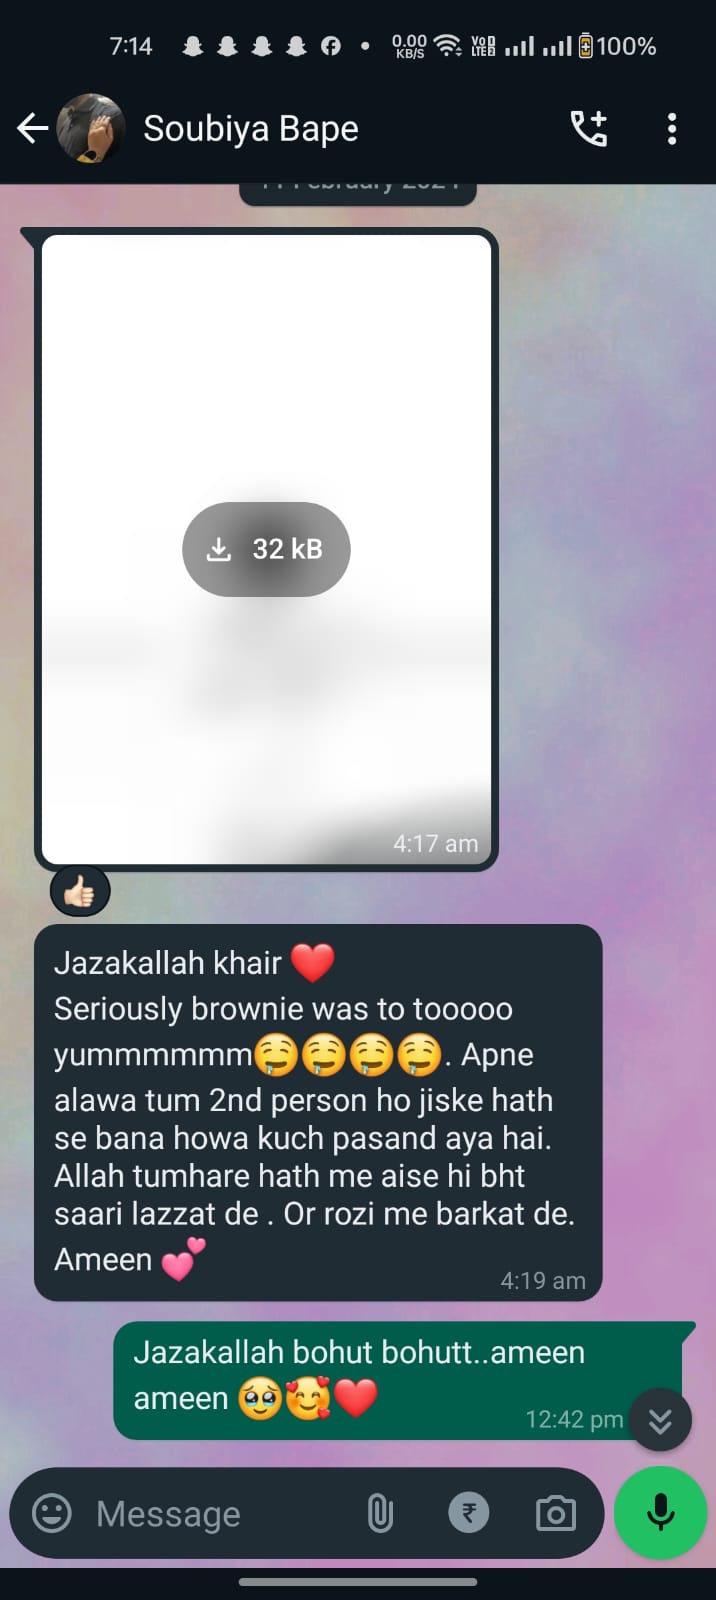 7:14 0.00 KB/S VoD LTE2 100%
Soubiya Bape
32 kB
4:17 am
Jazakallah khair ❤️
Seriously brownie was to tooooo
yummmmmm🤤🤤🤤🤤. Apne
alawa tum 2nd person ho jiske hath
se bana howa kuch pasand aya hai.
Allah tumhare hath me aise hi bht
saari lazzat de . Or rozi me barkat de.
Ameen 💕
4:19 am
Jazakallah bohut bohutt..ameen
ameen 🥹🥰❤️
12:42 pm
Message